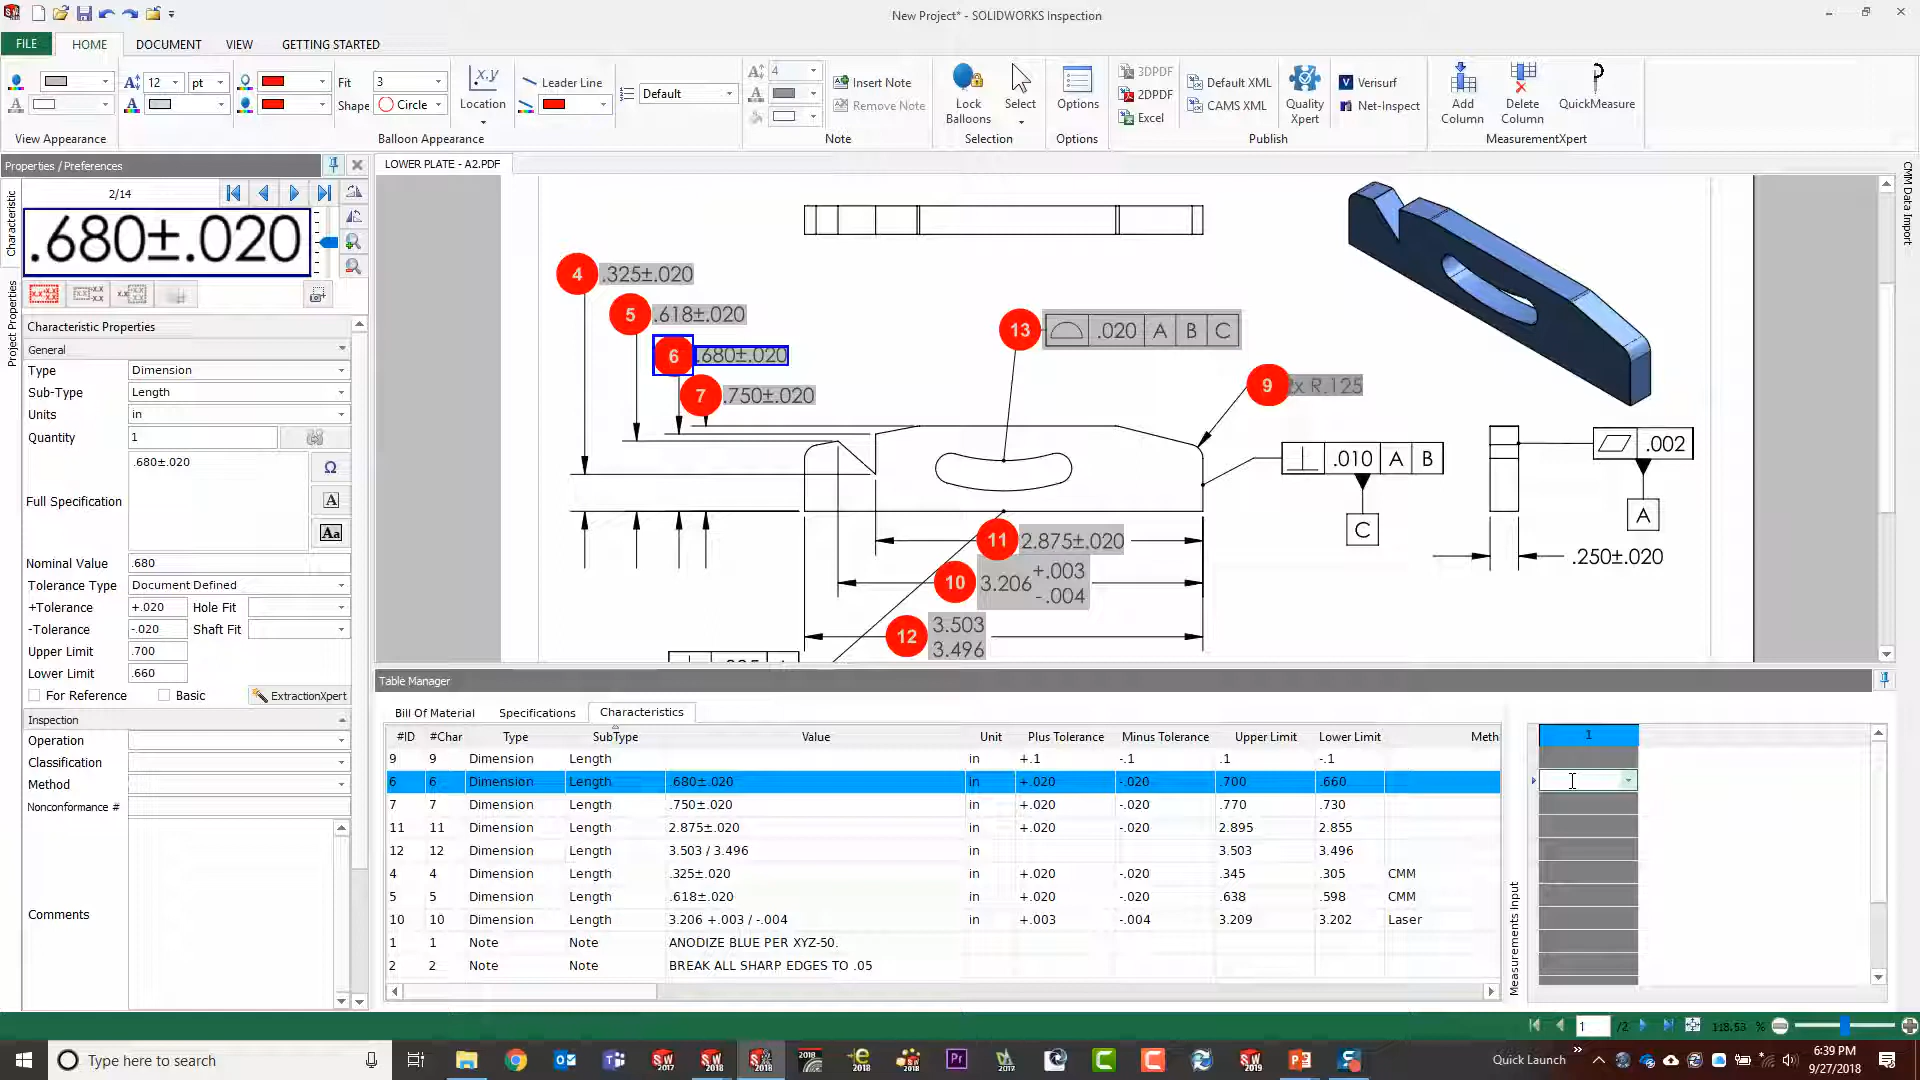 New Project* - SOLIDWORKS Inspection
FILE
HOME
DOCUMENT
VIEW
GETTING STARTED
12
pt
Fit
3
Shape
Circle
x.y
Location
Leader Line
Default
4
Insert Note
Remove Note
Lock Balloons
Select
Options
3DPDF
2DPDF
Excel
Default XML
CAMS XML
Quality Xpert
Verisurf
Net-Inspect
Add Column
Delete Column
QuickMeasure
View Appearance
Balloon Appearance
Note
Selection
Options
Publish
MeasurementXpert
Properties / Preferences
LOWER PLATE - A2.PDF
Characteristic
Project Properties
2/14
.680±.020
Characteristic Properties
General
Type Dimension
Sub-Type Length
Units in
Quantity 1
Full Specification .680±.020
Nominal Value .680
Tolerance Type Document Defined
+Tolerance +.020 Hole Fit
-Tolerance -.020 Shaft Fit
Upper Limit .700
Lower Limit .660
For Reference Basic ExtractionXpert
Inspection
Operation
Classification
Method
Nonconformance #
Comments
4 .325±.020
5 .618±.020
6 .680±.020
7 .750±.020
13 .020 A B C
9 2x R.125
.010 A B
C
.002
A
.250±.020
11 2.875±.020
10 3.206 +.003 -.004
12 3.503 3.496
CMM Data Import
Table Manager
Bill Of Material Specifications Characteristics
#ID #Char Type SubType Value Unit Plus Tolerance Minus Tolerance Upper Limit Lower Limit Meth
9 9 Dimension Length in +.1 -.1 .1 -.1
6 6 Dimension Length .680±.020 in +.020 -.020 .700 .660
7 7 Dimension Length .750±.020 in +.020 -.020 .770 .730
11 11 Dimension Length 2.875±.020 in +.020 -.020 2.895 2.855
12 12 Dimension Length 3.503 / 3.496 in 3.503 3.496
4 4 Dimension Length .325±.020 in +.020 -.020 .345 .305 CMM
5 5 Dimension Length .618±.020 in +.020 -.020 .638 .598 CMM
10 10 Dimension Length 3.206 +.003 / -.004 in +.003 -.004 3.209 3.202 Laser
1 1 Note Note ANODIZE BLUE PER XYZ-50.
2 2 Note Note BREAK ALL SHARP EDGES TO .05
Measurements Input
1
1 /2 118.53 %
Type here to search
Quick Launch
6:39 PM
9/27/2018